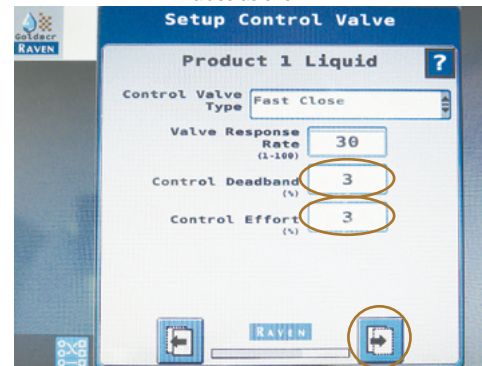 Setup Control Valve
Goldacr
RAVEN
Product 1 Liquid
?
Control Valve
Type
Fast Close
Valve Response
Rate
(1-100)
30
Control Deadband
(%)
3
Control Effort
(%)
3
RAVEN